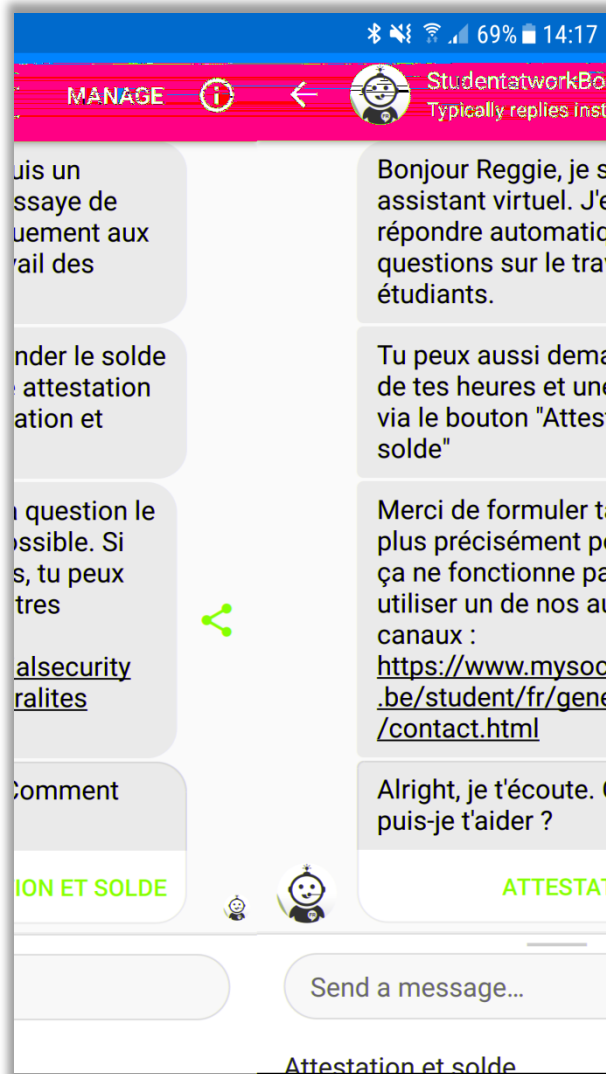 69% 14:17
MANAGE
uis un
ssaye de
uement aux
vail des
nder le solde
attestation
ation et
question le
ossible. Si
s, tu peux
tres
alsecurity
ralites
Comment
ION ET SOLDE
StudentatworkBo
Typically replies inst
Bonjour Reggie, je s
assistant virtuel. J'e
répondre automatiq
questions sur le trav
étudiants.
Tu peux aussi dema
de tes heures et une
via le bouton "Attest
solde"
Merci de formuler ta
plus précisément po
ça ne fonctionne pa
utiliser un de nos au
canaux :
https://www.mysoc
.be/student/fr/gene
/contact.html
Alright, je t'écoute. C
puis-je t'aider ?
ATTESTAT
Send a message...
Attestation et solde